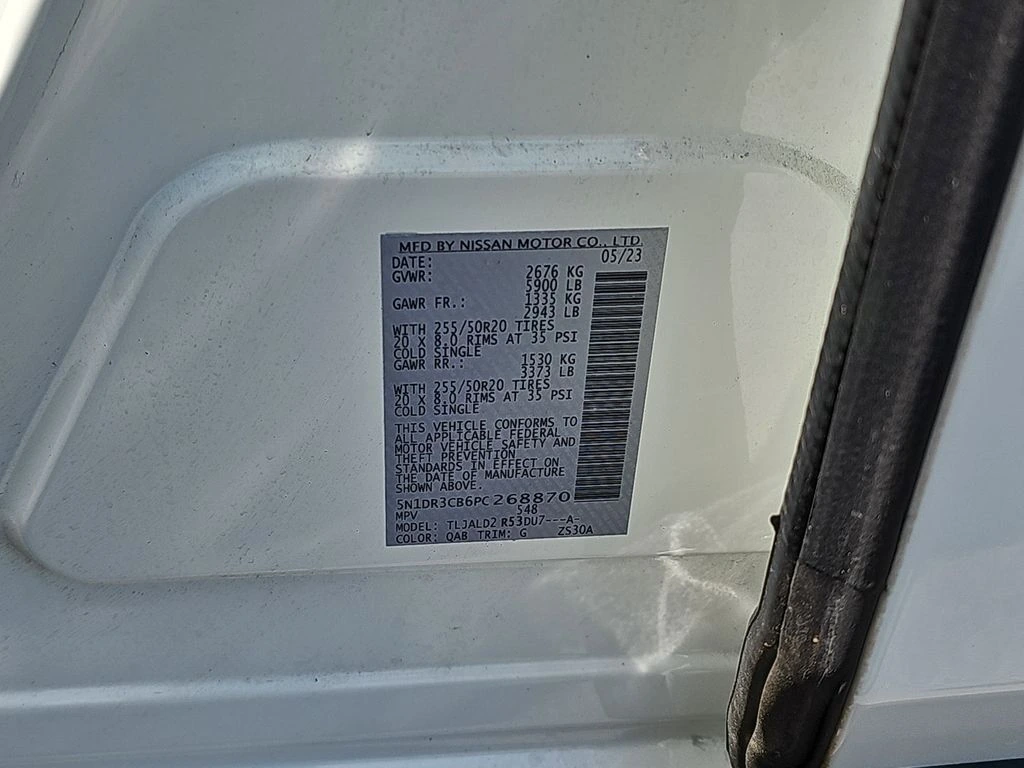 MFD BY NISSAN MOTOR CO., LTD.
DATE: 05/23
GVWR: 2676 KG
5900 LB
GAWR FR.: 1335 KG
2943 LB
WITH 255/50R20 TIRES
20 X 8.0 RIMS AT 35 PSI
COLD SINGLE
GAWR RR.: 1530 KG
3373 LB
WITH 255/50R20 TIRES
20 X 8.0 RIMS AT 35 PSI
COLD SINGLE
THIS VEHICLE CONFORMS TO
ALL APPLICABLE FEDERAL
MOTOR VEHICLE SAFETY AND
THEFT PREVENTION
STANDARDS IN EFFECT ON
THE DATE OF MANUFACTURE
SHOWN ABOVE.
5N1DR3CB6PC268870
MPV 548
MODEL: TLJALD2 R53DU7---A-
COLOR: QAB TRIM: G ZS30A